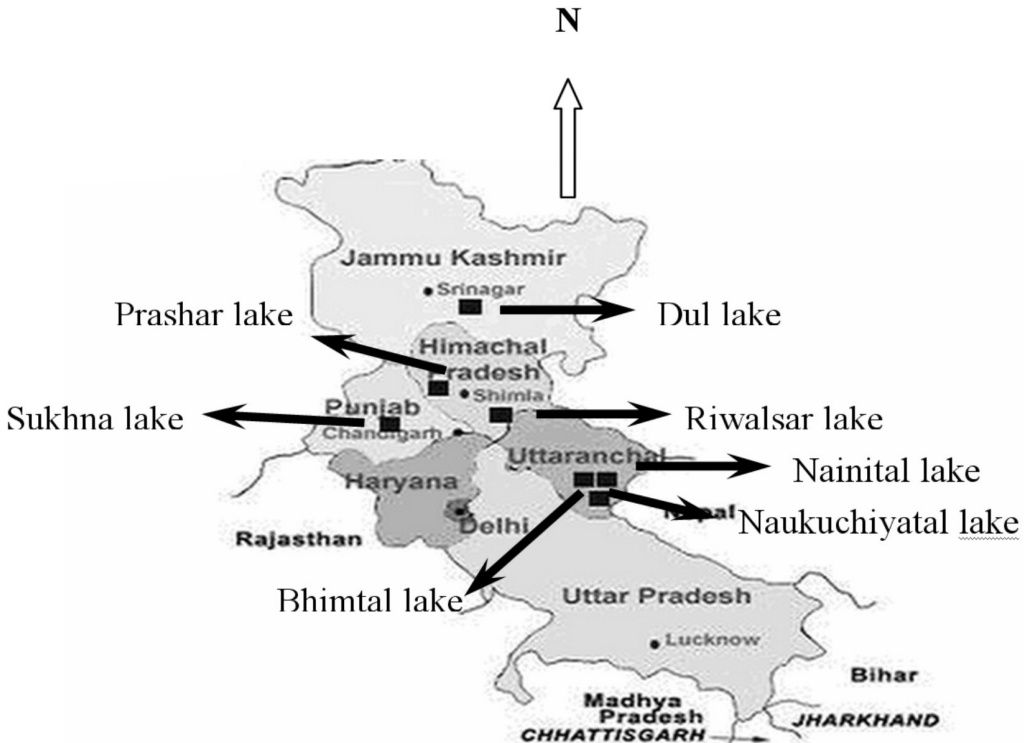 N
Jammu Kashmir
Srinagar
Prashar lake
Dul lake
Himachal
Pradesh
Shimla
Sukhna lake
Punjab
Riwalsar lake
Chandigarh
Uttaranchal
Nainital lake
Haryana
Naukuchiyatal lake
Delhi
Rajasthan
Bhimtal lake
Uttar Pradesh
Lucknow
Bihar
Madhya
Pradesh
JHARKHAND
CHHATTISGARH